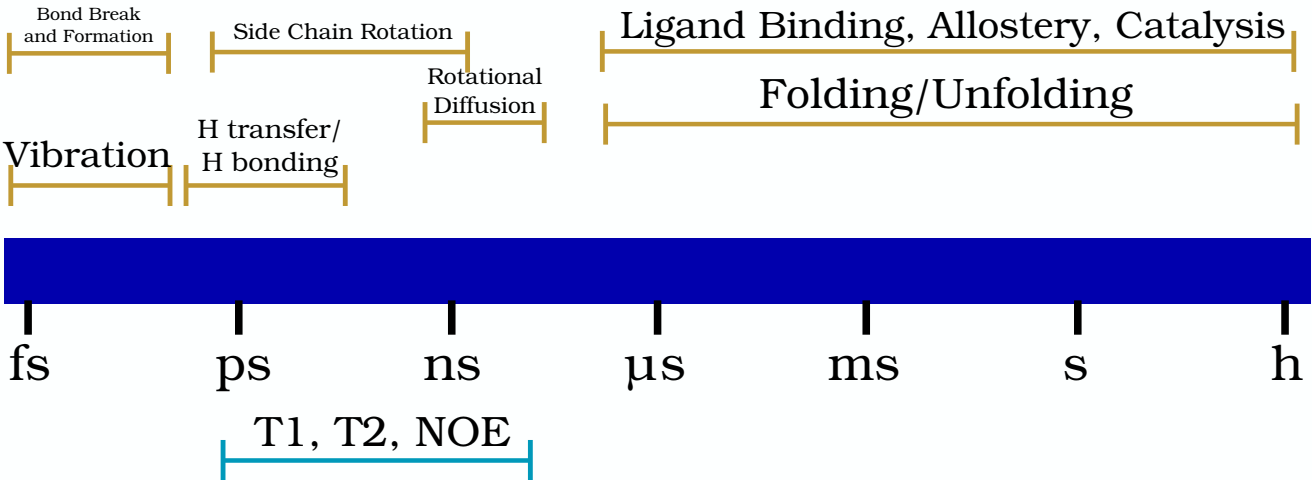 Bond Break
and Formation
Side Chain Rotation
Ligand Binding, Allostery, Catalysis
Rotational
Diffusion
Folding/Unfolding
Vibration
H transfer/
H bonding
fs
ps
ns
µs
ms
s
h
T1, T2, NOE